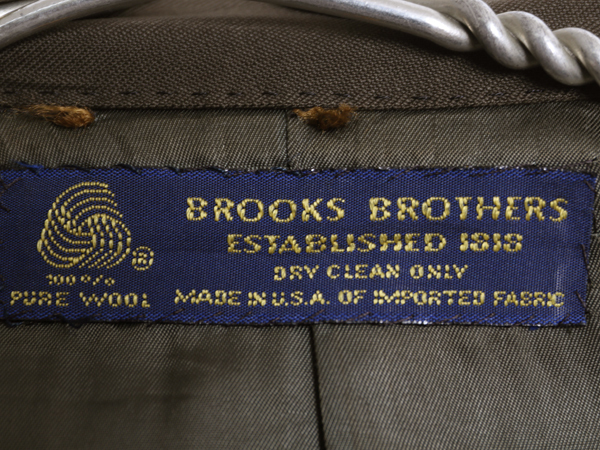 BROOKS BROTHERS
ESTABLISHED 1818
DRY CLEAN ONLY
MADE IN U.S.A. OF IMPORTED FABRIC
®
100%
PURE WOOL